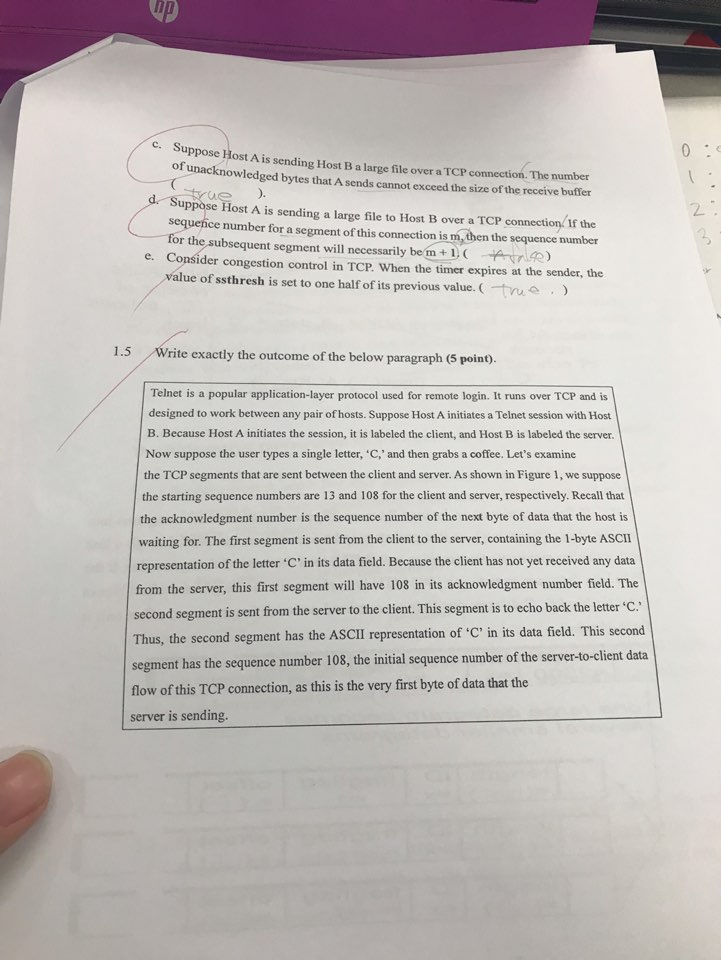 hp
c. Suppose Host A is sending Host B a large file over a TCP connection. The number
of unacknowledged bytes that A sends cannot exceed the size of the receive buffer
( true ).
d. Suppose Host A is sending a large file to Host B over a TCP connection. If the
sequence number for a segment of this connection is m, then the sequence number
for the subsequent segment will necessarily be m + 1. ( )
e. Consider congestion control in TCP. When the timer expires at the sender, the
value of ssthresh is set to one half of its previous value. ( true . )
1.5 Write exactly the outcome of the below paragraph (5 point).
Telnet is a popular application-layer protocol used for remote login. It runs over TCP and is
designed to work between any pair of hosts. Suppose Host A initiates a Telnet session with Host
B. Because Host A initiates the session, it is labeled the client, and Host B is labeled the server.
Now suppose the user types a single letter, ‘C,’ and then grabs a coffee. Let’s examine
the TCP segments that are sent between the client and server. As shown in Figure 1, we suppose
the starting sequence numbers are 13 and 108 for the client and server, respectively. Recall that
the acknowledgment number is the sequence number of the next byte of data that the host is
waiting for. The first segment is sent from the client to the server, containing the 1-byte ASCII
representation of the letter ‘C’ in its data field. Because the client has not yet received any data
from the server, this first segment will have 108 in its acknowledgment number field. The
second segment is sent from the server to the client. This segment is to echo back the letter ‘C.’
Thus, the second segment has the ASCII representation of ‘C’ in its data field. This second
segment has the sequence number 108, the initial sequence number of the server-to-client data
flow of this TCP connection, as this is the very first byte of data that the
server is sending.
0 :
1 :
2 :
3